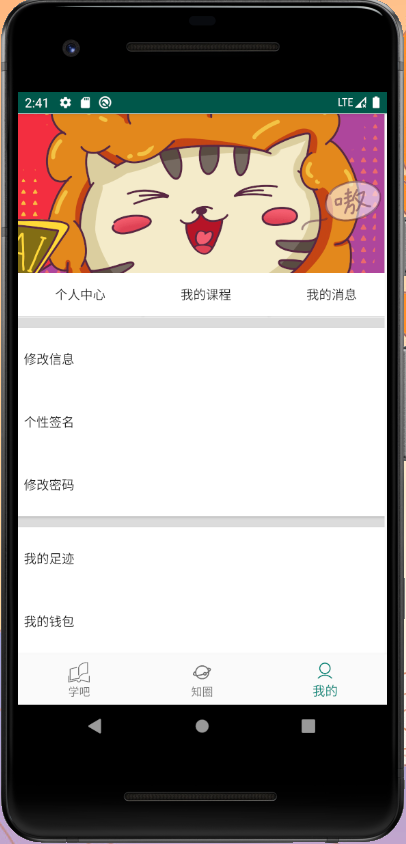 2:41 LTE
嗷
AI
个人中心 我的课程 我的消息
修改信息
个性签名
修改密码
我的足迹
我的钱包
学吧 知圈 我的